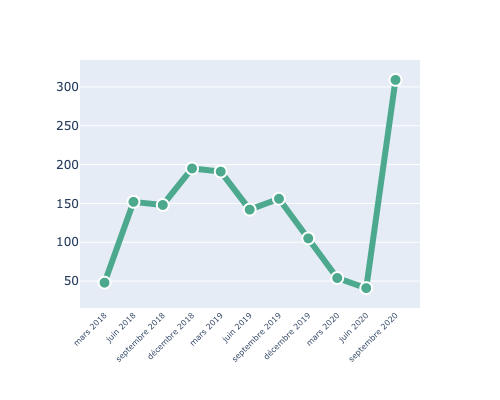 300
250
200
150
100
50
mars 2018
juin 2018
septembre 2018
décembre 2018
mars 2019
juin 2019
septembre 2019
décembre 2019
mars 2020
juin 2020
septembre 2020